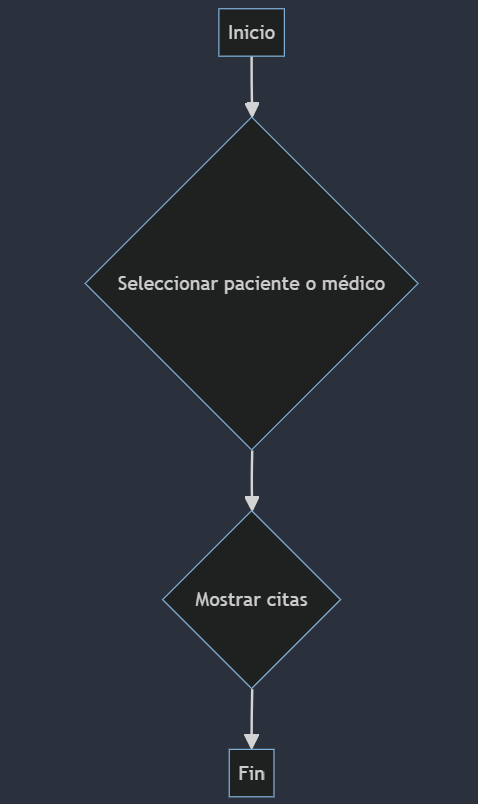 Inicio
Seleccionar paciente o médico
Mostrar citas
Fin